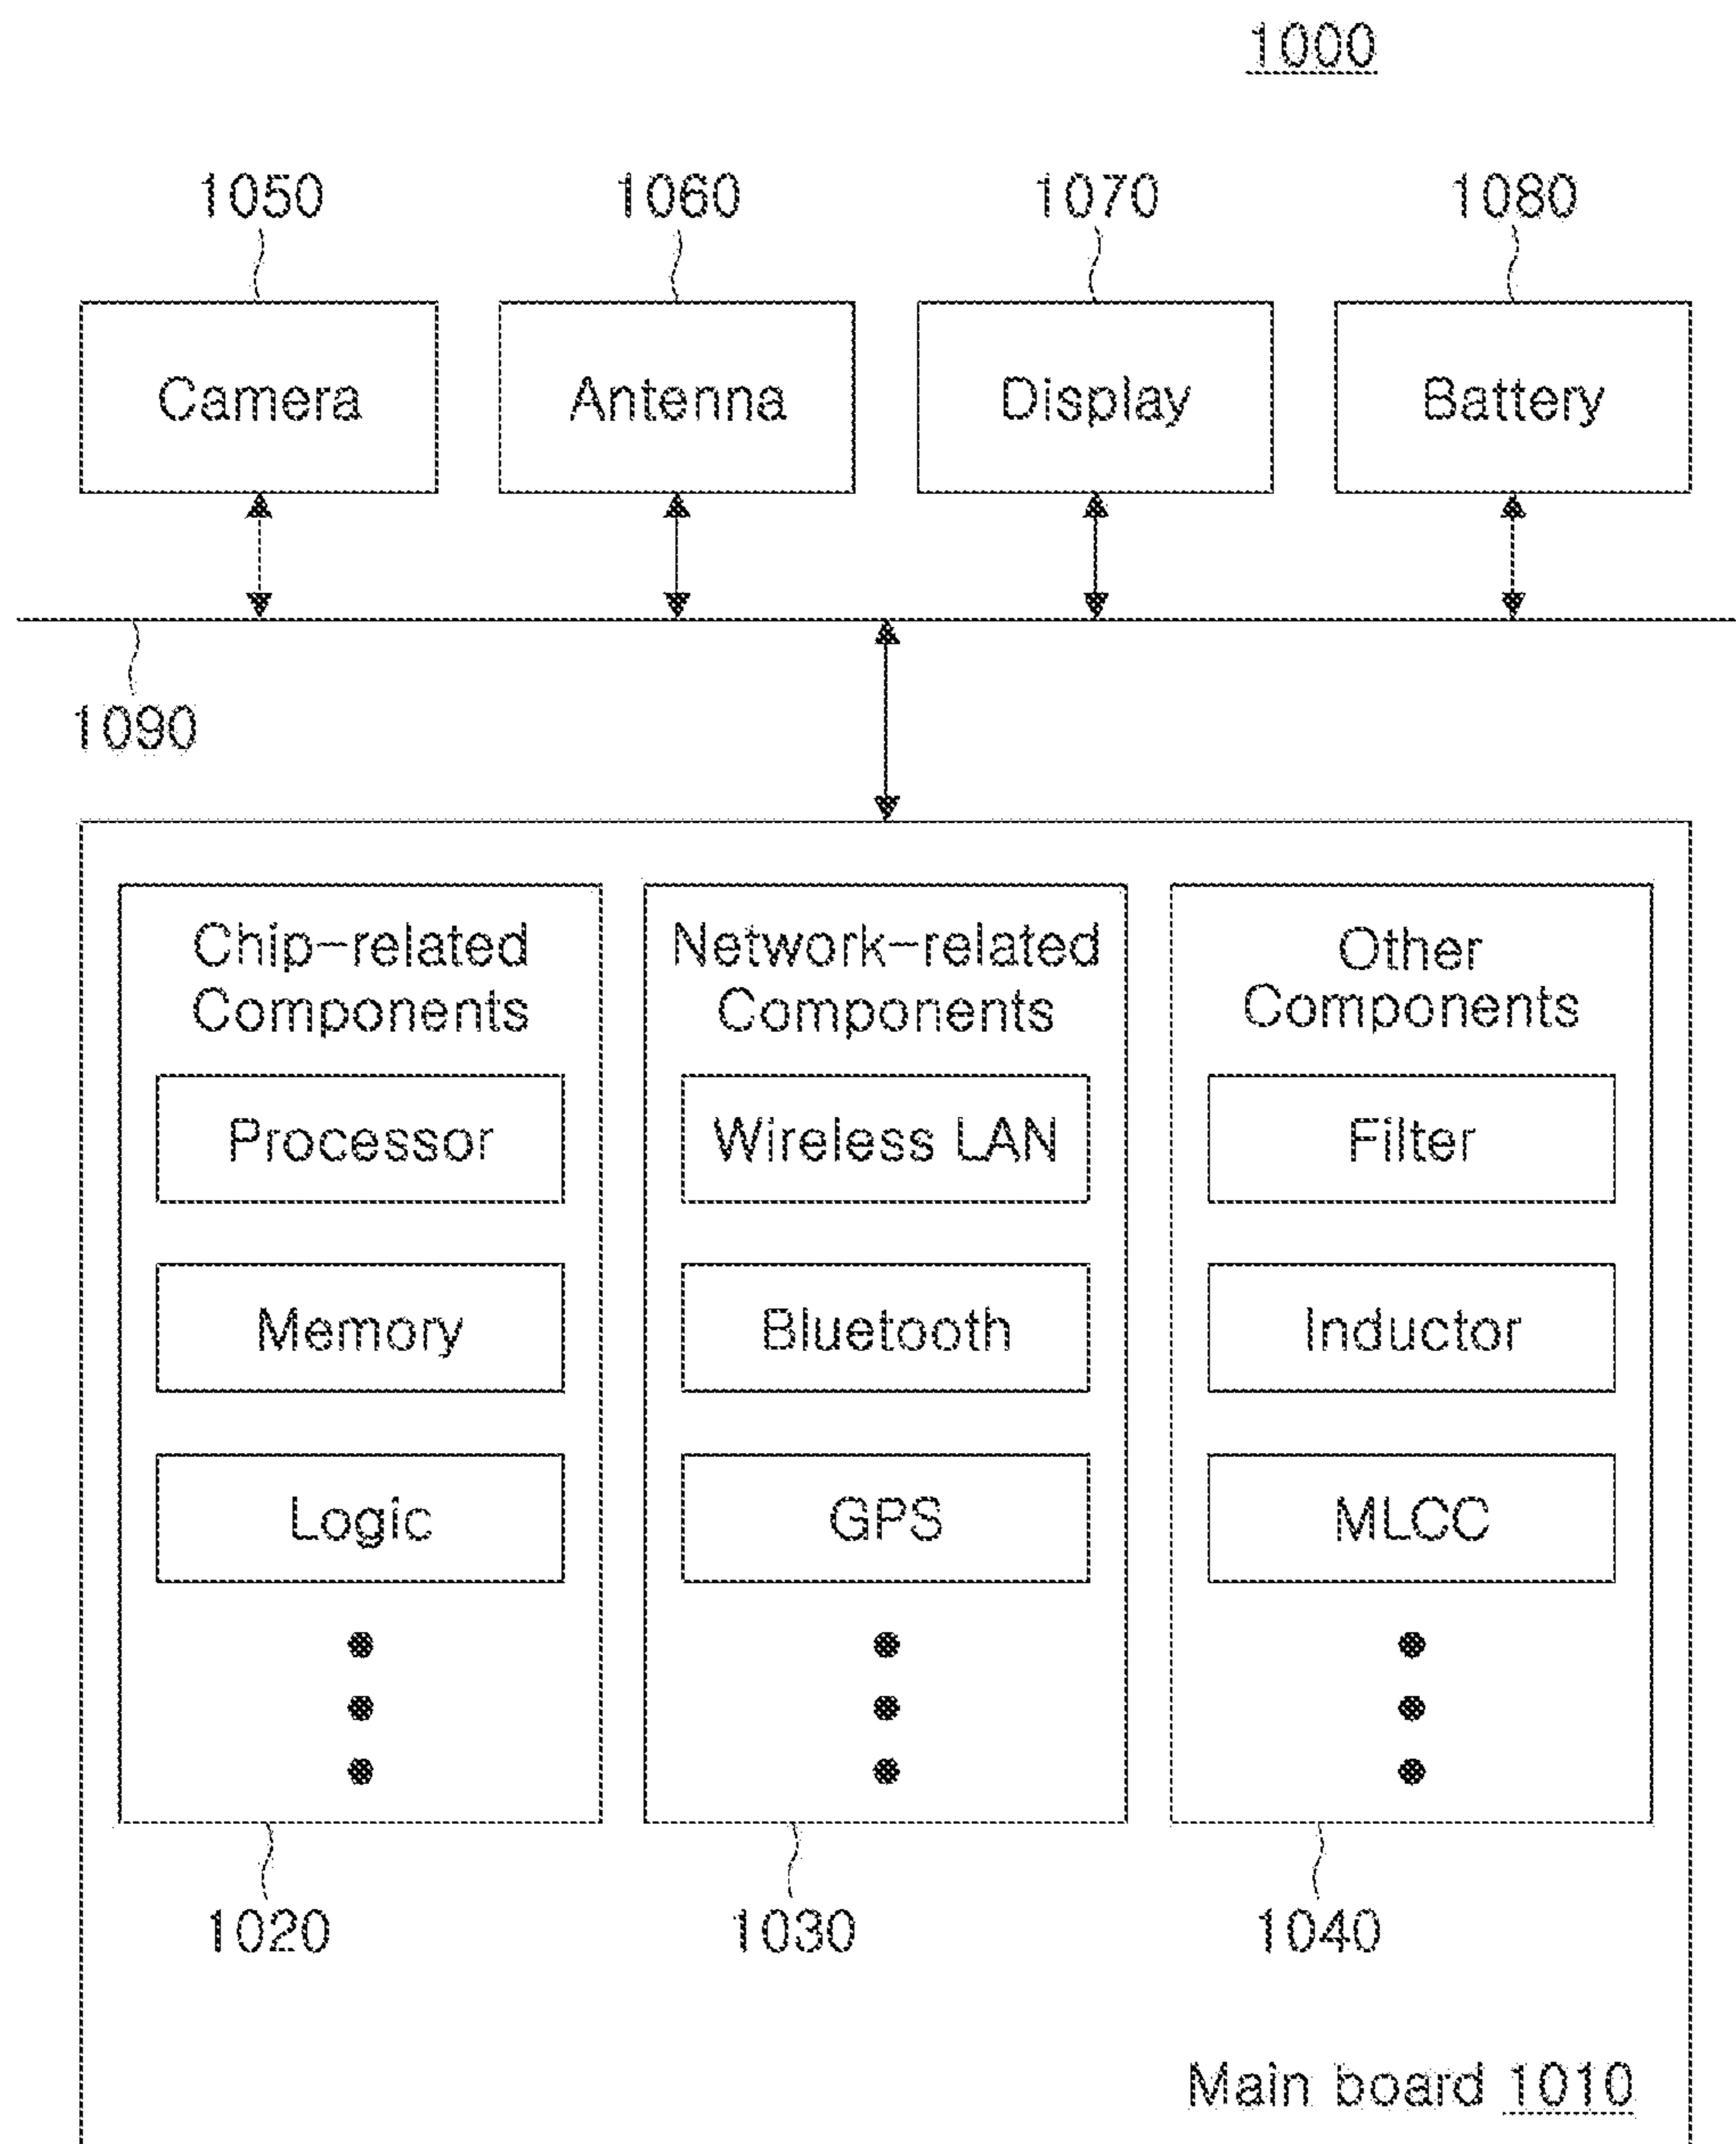 1000
1050 1060 1070 1080
Camera Antenna Display Battery
1090
Chip-related
Components
Processor
Memory
Logic
1020
Network-related
Components
Wireless LAN
Bluetooth
GPS
1030
Other
Components
Filter
Inductor
MLCC
1040
Main board 1010